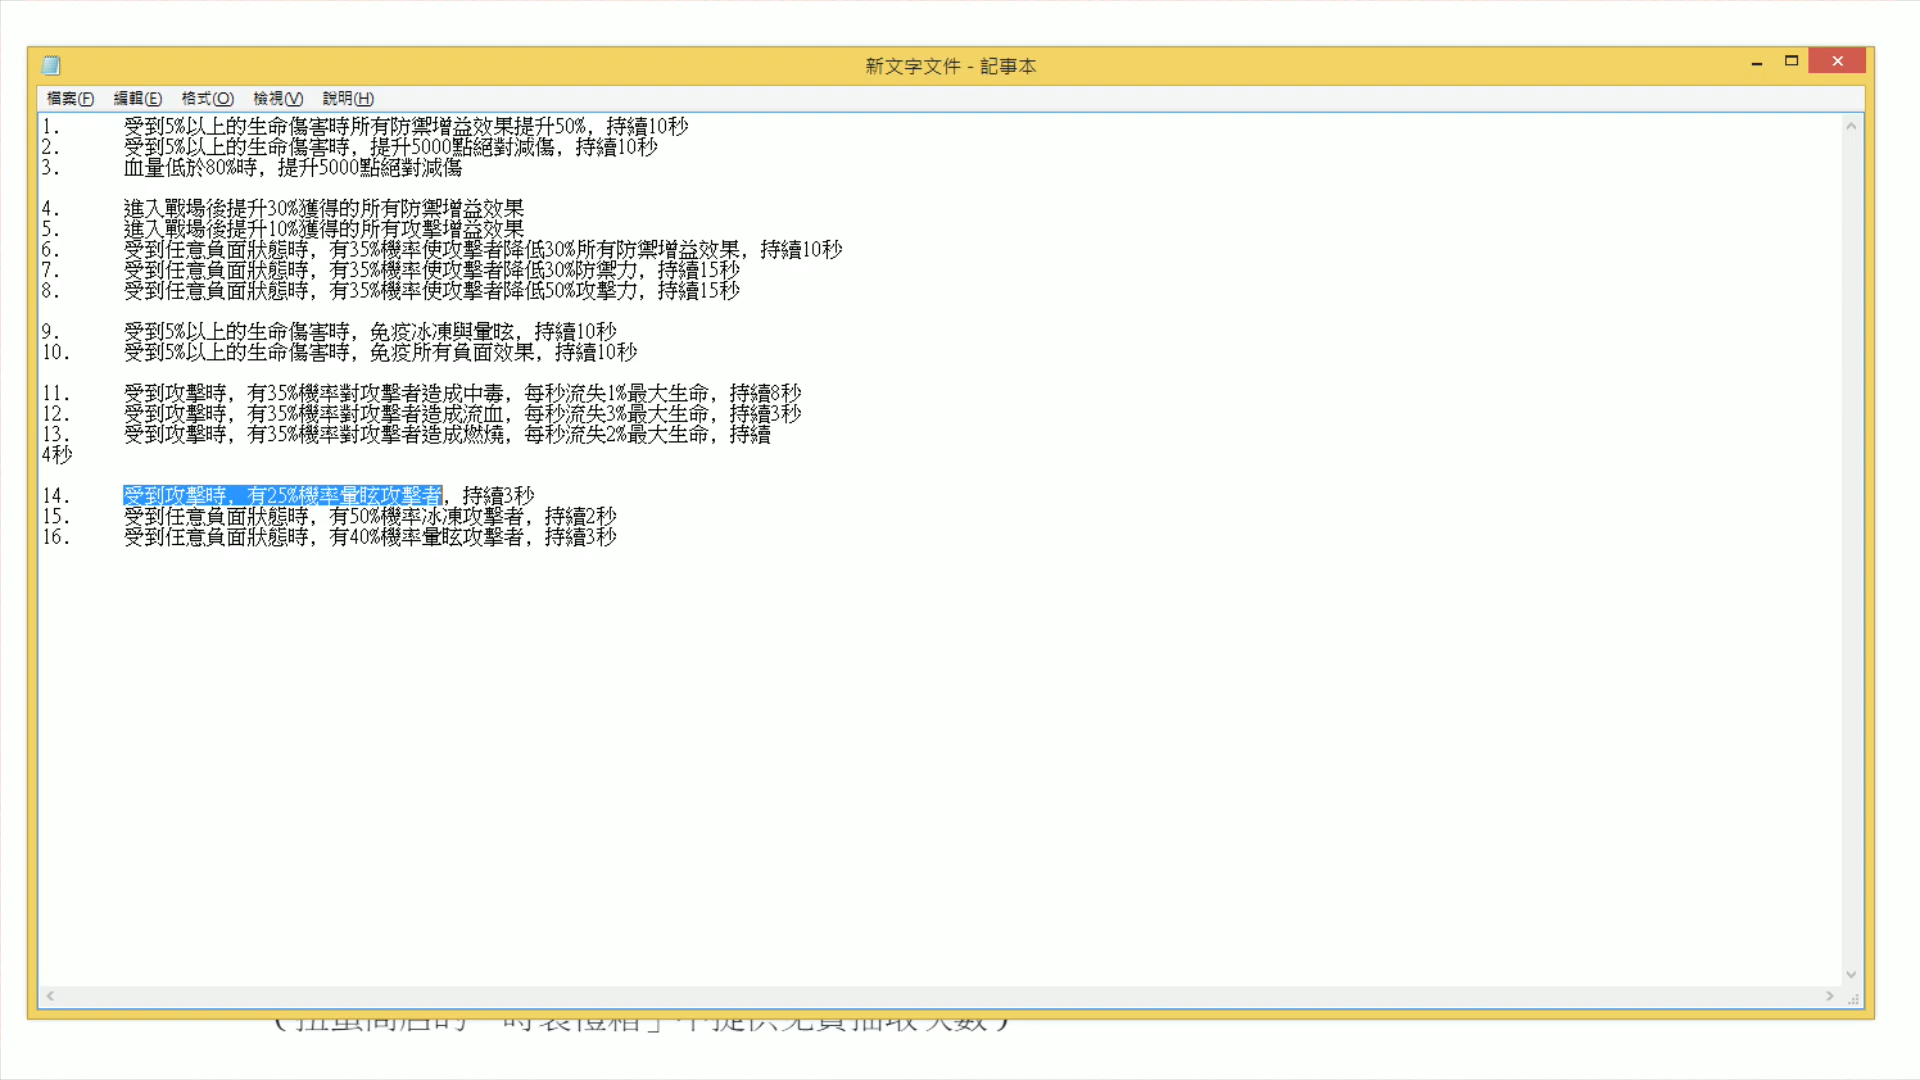 新文字文件 - 記事本
檔案(F) 編輯(E) 格式(O) 檢視(V) 說明(H)
1. 受到5%以上的生命傷害時所有防禦增益效果提升50%，持續10秒
2. 受到5%以上的生命傷害時，提升5000點絕對減傷，持續10秒
3. 血量低於80%時，提升5000點絕對減傷
4. 進入戰場後提升30%獲得的所有防禦增益效果
5. 進入戰場後提升10%獲得的所有攻擊增益效果
6. 受到任意負面狀態時，有35%機率使攻擊者降低30%所有防禦增益效果，持續10秒
7. 受到任意負面狀態時，有35%機率使攻擊者降低30%防禦力，持續15秒
8. 受到任意負面狀態時，有35%機率使攻擊者降低50%攻擊力，持續15秒
9. 受到5%以上的生命傷害時，免疫冰凍與暈眩，持續10秒
10. 受到5%以上的生命傷害時，免疫所有負面效果，持續10秒
11. 受到攻擊時，有35%機率對攻擊者造成中毒，每秒流失1%最大生命，持續8秒
12. 受到攻擊時，有35%機率對攻擊者造成流血，每秒流失3%最大生命，持續3秒
13. 受到攻擊時，有35%機率對攻擊者造成燃燒，每秒流失2%最大生命，持續
4秒
14. 受到攻擊時，有25%機率暈眩攻擊者，持續3秒
15. 受到任意負面狀態時，有50%機率冰凍攻擊者，持續2秒
16. 受到任意負面狀態時，有40%機率暈眩攻擊者，持續3秒